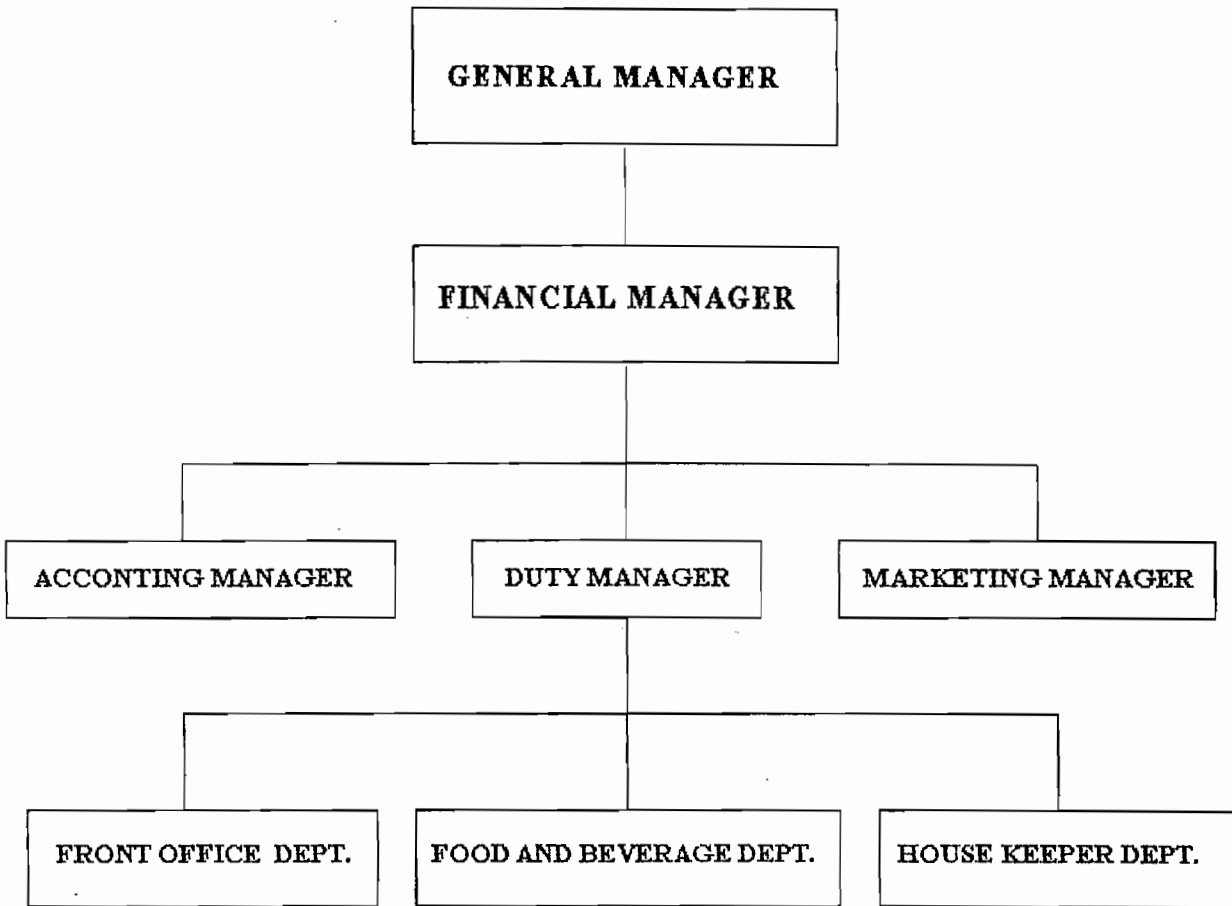 GENERAL MANAGER
FINANCIAL MANAGER
ACCONTING MANAGER
DUTY MANAGER
MARKETING MANAGER
FRONT OFFICE DEPT.
FOOD AND BEVERAGE DEPT.
HOUSE KEEPER DEPT.